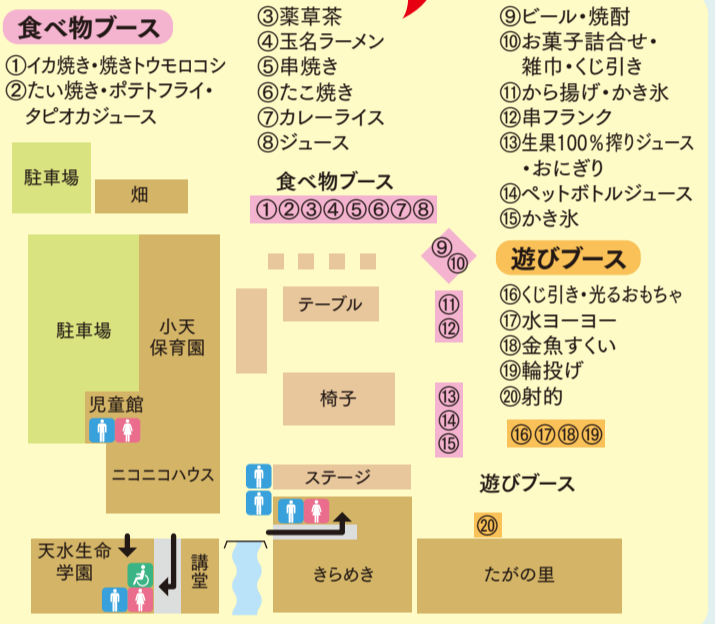 食べ物ブース
①イカ焼き・焼きトウモロコシ
②たい焼き・ポテトフライ・
タピオカジュース
③薬草茶
④玉名ラーメン
⑤串焼き
⑥たこ焼き
⑦カレーライス
⑧ジュース
⑨ビール・焼酎
⑩お菓子詰合せ・
雑巾・くじ引き
⑪から揚げ・かき氷
⑫串フランク
⑬生果100%搾りジュース
・おにぎり
⑭ペットボトルジュース
⑮かき氷
遊びブース
⑯くじ引き・光るおもちゃ
⑰水ヨーヨー
⑱金魚すくい
⑲輪投げ
⑳射的
駐車場
畑
食べ物ブース
①②③④⑤⑥⑦⑧
⑨
⑩
⑪
⑫
⑬
⑭
⑮
⑯⑰⑱⑲
遊びブース
⑳
テーブル
椅子
ステージ
駐車場
小天
保育園
児童館
ニコニコハウス
天水生命
学園
講堂
きらめき
たがの里